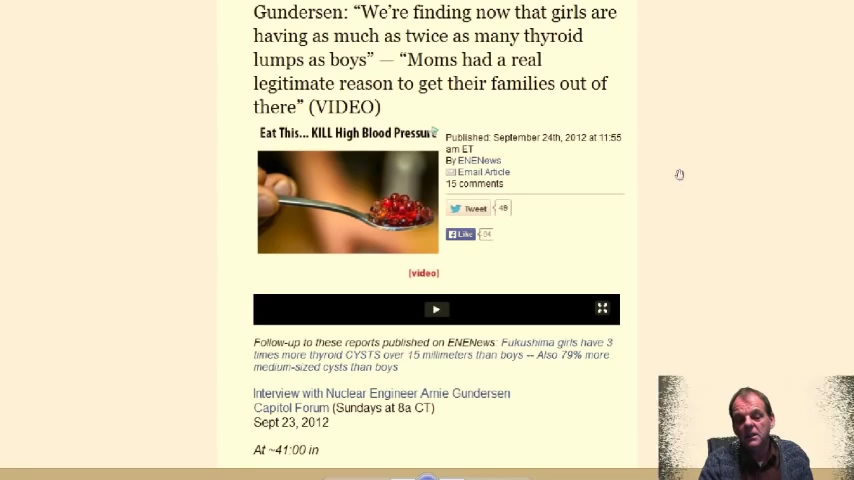 Gundersen: “We’re finding now that girls are
having as much as twice as many thyroid
lumps as boys” — “Moms had a real
legitimate reason to get their families out of
there” (VIDEO)
Eat This... KILL High Blood Pressure
Published: September 24th, 2012 at 11:55
am ET
By ENENews
Email Article
15 comments
Tweet
Like
[video]
Follow-up to these reports published on ENENews: Fukushima girls have 3
times more thyroid CYSTS over 15 millimeters than boys -- Also 79% more
medium-sized cysts than boys
Interview with Nuclear Engineer Arnie Gundersen
Capitol Forum (Sundays at 8a CT)
Sept 23, 2012
At ~41:00 in